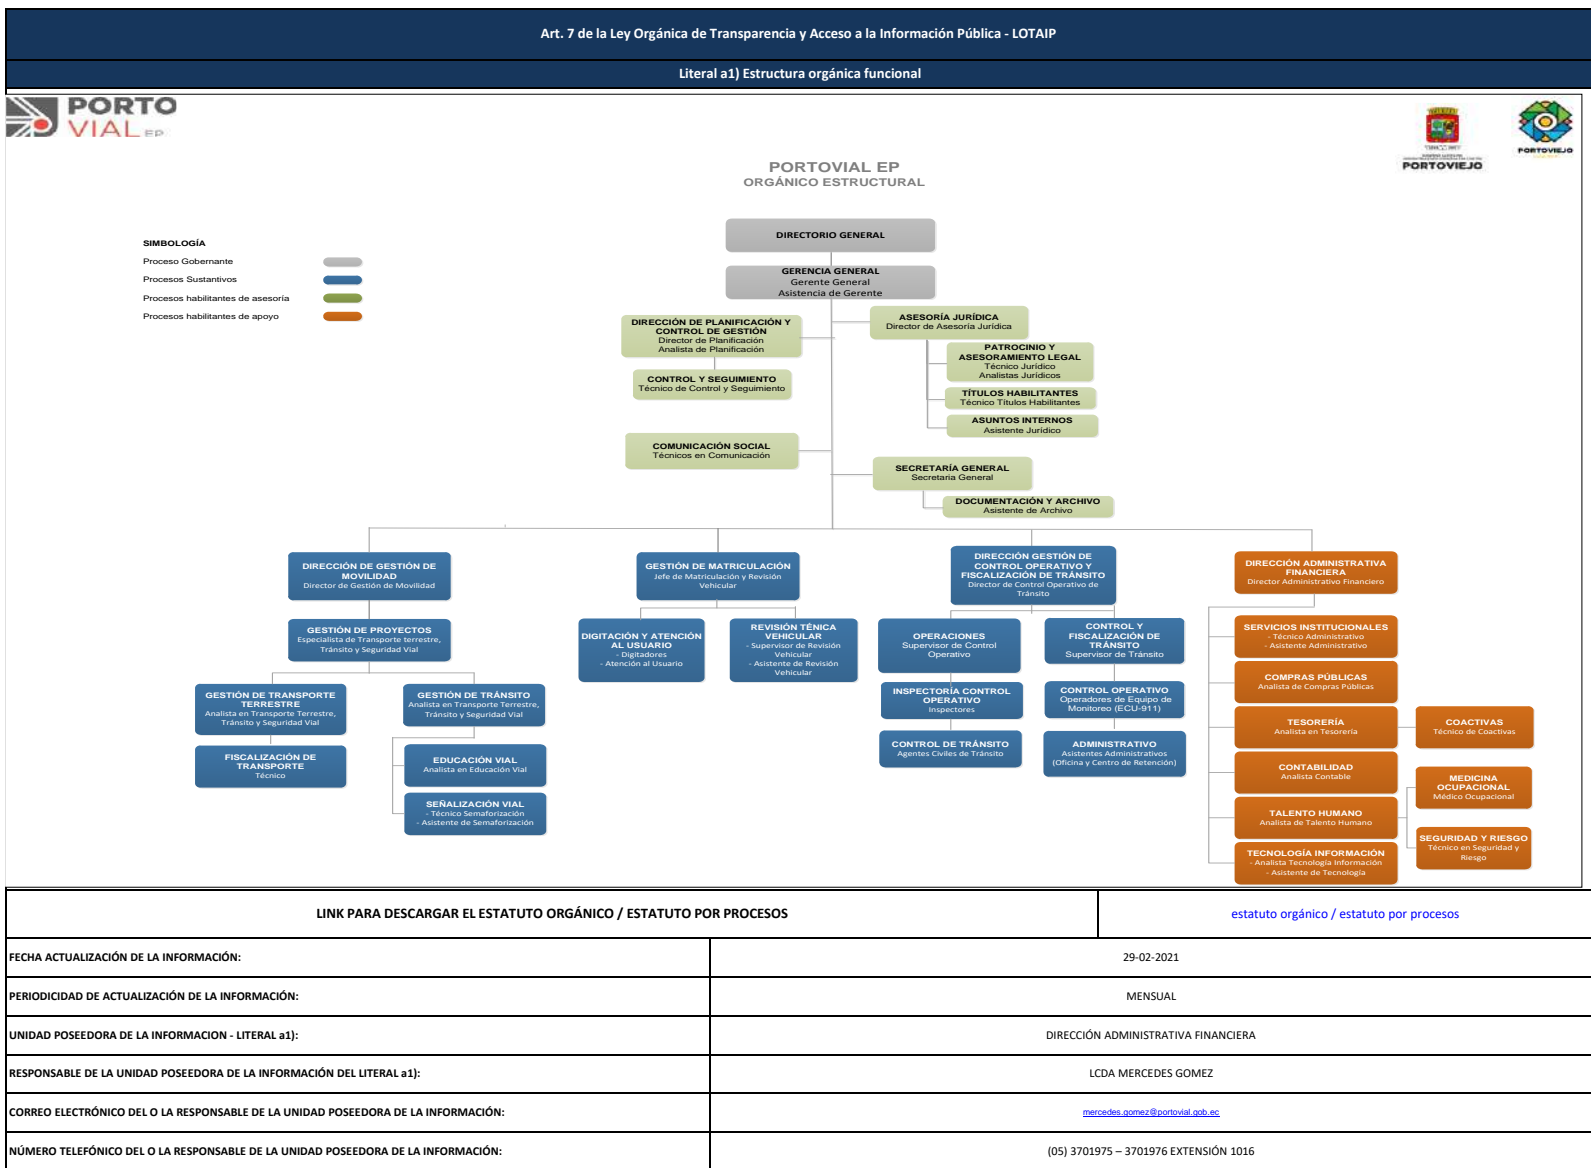 Art. 7 de la Ley Orgánica de Transparencia y Acceso a la Información Pública - LOTAIP
Literal a1) Estructura orgánica funcional
PORTO
VIAL EP
PORTOVIEJO
PORTOVIEJO
PORTOVIAL EP
ORGÁNICO ESTRUCTURAL
SIMBOLOGÍA
Proceso Gobernante
Procesos Sustantivos
Procesos habilitantes de asesoría
Procesos habilitantes de apoyo
DIRECTORIO GENERAL
GERENCIA GENERAL
Gerente General
Asistencia de Gerente
DIRECCIÓN DE PLANIFICACIÓN Y
CONTROL DE GESTIÓN
Director de Planificación
Analista de Planificación
CONTROL Y SEGUIMIENTO
Técnico de Control y Seguimiento
ASESORÍA JURÍDICA
Director de Asesoría Jurídica
PATROCINIO Y
ASESORAMIENTO LEGAL
Técnico Jurídico
Analistas Jurídicos
TÍTULOS HABILITANTES
Técnico Títulos Habilitantes
ASUNTOS INTERNOS
Asistente Jurídico
COMUNICACIÓN SOCIAL
Técnicos en Comunicación
SECRETARÍA GENERAL
Secretaria General
DOCUMENTACIÓN Y ARCHIVO
Asistente de Archivo
DIRECCIÓN DE GESTIÓN DE
MOVILIDAD
Director de Gestión de Movilidad
GESTIÓN DE PROYECTOS
Especialista de Transporte terrestre,
Tránsito y Seguridad Vial
GESTIÓN DE TRANSPORTE
TERRESTRE
Analista en Transporte Terrestre,
Tránsito y Seguridad Vial
FISCALIZACIÓN DE
TRANSPORTE
Técnico
GESTIÓN DE TRÁNSITO
Analista en Transporte Terrestre,
Tránsito y Seguridad Vial
EDUCACIÓN VIAL
Analista en Educación Vial
SEÑALIZACIÓN VIAL
- Técnico Semaforización
- Asistente de Semaforización
GESTIÓN DE MATRICULACIÓN
Jefe de Matriculación y Revisión
Vehicular
DIGITACIÓN Y ATENCIÓN
AL USUARIO
- Digitadores
- Atención al Usuario
REVISIÓN TÉNICA
VEHICULAR
- Supervisor de Revisión
Vehicular
- Asistente de Revisión
Vehicular
DIRECCIÓN GESTIÓN DE
CONTROL OPERATIVO Y
FISCALIZACIÓN DE TRÁNSITO
Director de Control Operativo de
Tránsito
OPERACIONES
Supervisor de Control
Operativo
INSPECTORÍA CONTROL
OPERATIVO
Inspectores
CONTROL DE TRÁNSITO
Agentes Civiles de Tránsito
CONTROL Y
FISCALIZACIÓN DE
TRÁNSITO
Supervisor de Tránsito
CONTROL OPERATIVO
Operadores de Equipo de
Monitoreo (ECU-911)
ADMINISTRATIVO
Asistentes Administrativos
(Oficina y Centro de Retención)
DIRECCIÓN ADMINISTRATIVA
FINANCIERA
Director Administrativo Financiero
SERVICIOS INSTITUCIONALES
- Técnico Administrativo
- Asistente Administrativo
COMPRAS PÚBLICAS
Analista de Compras Públicas
TESORERÍA
Analista en Tesorería
COACTIVAS
Técnico de Coactivas
CONTABILIDAD
Analista Contable
TALENTO HUMANO
Analista de Talento Humano
MEDICINA
OCUPACIONAL
Médico Ocupacional
SEGURIDAD Y RIESGO
Técnico en Seguridad y
Riesgo
TECNOLOGÍA INFORMACIÓN
- Analista Tecnología Información
- Asistente de Tecnología
LINK PARA DESCARGAR EL ESTATUTO ORGÁNICO / ESTATUTO POR PROCESOS
estatuto orgánico / estatuto por procesos
FECHA ACTUALIZACIÓN DE LA INFORMACIÓN:
29-02-2021
PERIODICIDAD DE ACTUALIZACIÓN DE LA INFORMACIÓN:
MENSUAL
UNIDAD POSEEDORA DE LA INFORMACION - LITERAL a1):
DIRECCIÓN ADMINISTRATIVA FINANCIERA
RESPONSABLE DE LA UNIDAD POSEEDORA DE LA INFORMACIÓN DEL LITERAL a1):
LCDA MERCEDES GOMEZ
CORREO ELECTRÓNICO DEL O LA RESPONSABLE DE LA UNIDAD POSEEDORA DE LA INFORMACIÓN:
mercedes.gomez@portovial.gob.ec
NÚMERO TELEFÓNICO DEL O LA RESPONSABLE DE LA UNIDAD POSEEDORA DE LA INFORMACIÓN:
(05) 3701975 – 3701976 EXTENSIÓN 1016